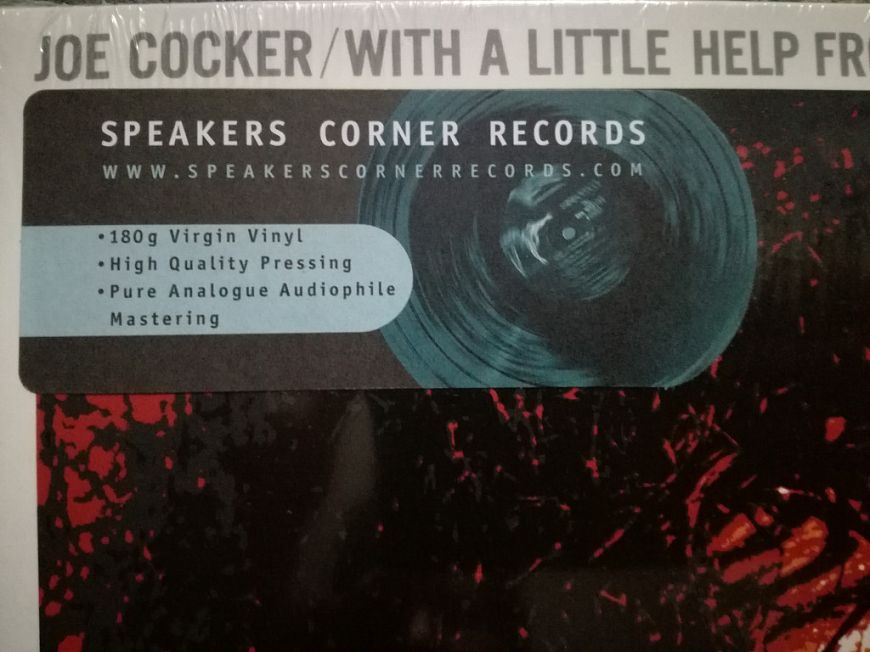 JOE COCKER/WITH A LITTLE HELP FRO
SPEAKERS CORNER RECORDS
WWW.SPEAKERSCORNERRECORDS.COM
•180g Virgin Vinyl
•High Quality Pressing
•Pure Analogue Audiophile
Mastering